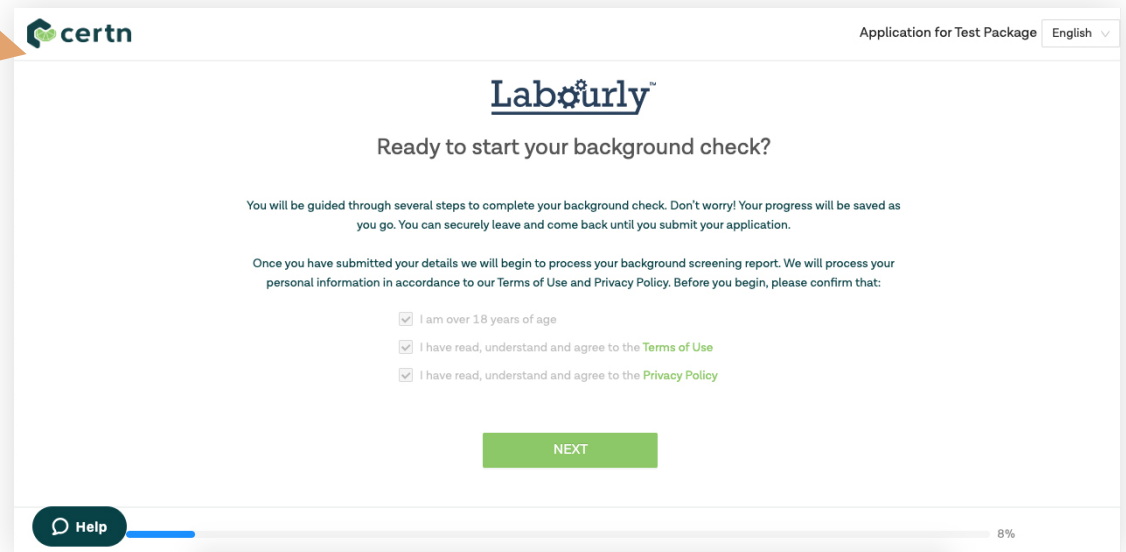 certn
Application for Test Package
English
Labourly™
Ready to start your background check?
You will be guided through several steps to complete your background check. Don't worry! Your progress will be saved as
you go. You can securely leave and come back until you submit your application.
Once you have submitted your details we will begin to process your background screening report. We will process your
personal information in accordance to our Terms of Use and Privacy Policy. Before you begin, please confirm that:
I am over 18 years of age
I have read, understand and agree to the Terms of Use
I have read, understand and agree to the Privacy Policy
NEXT
Help
8%